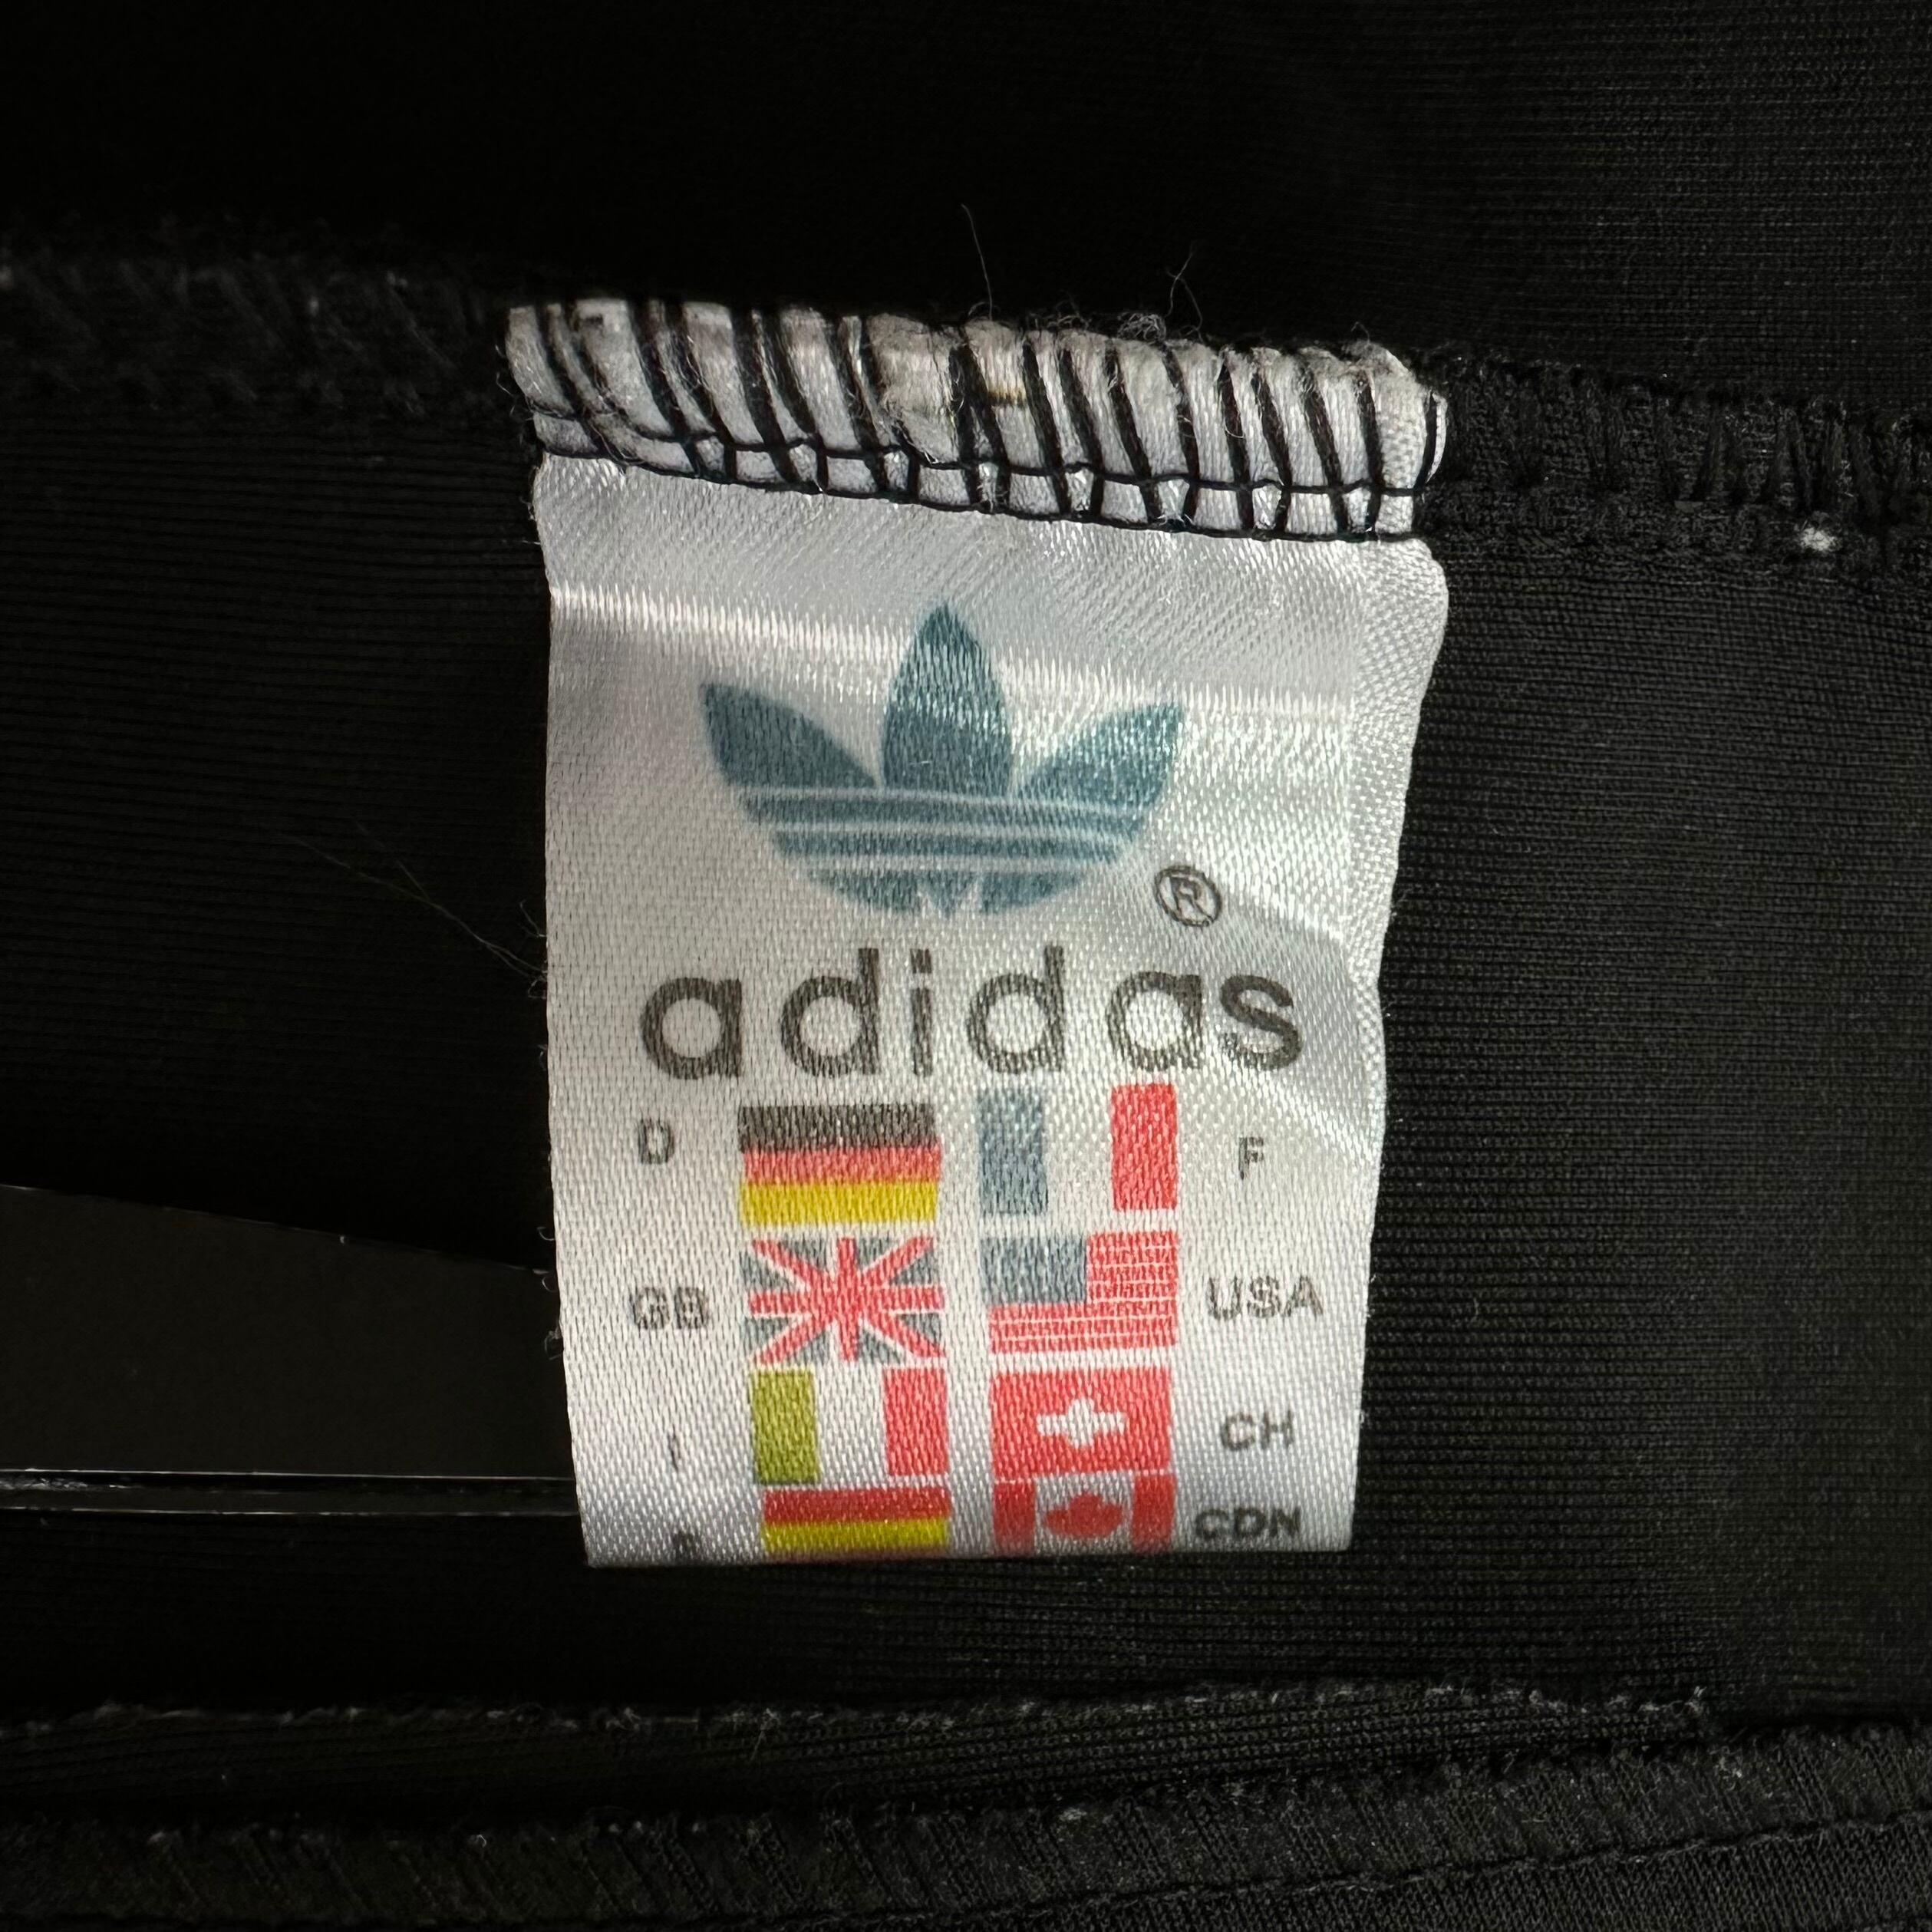 ®
adidas
D F
GB USA
I CH
CDN